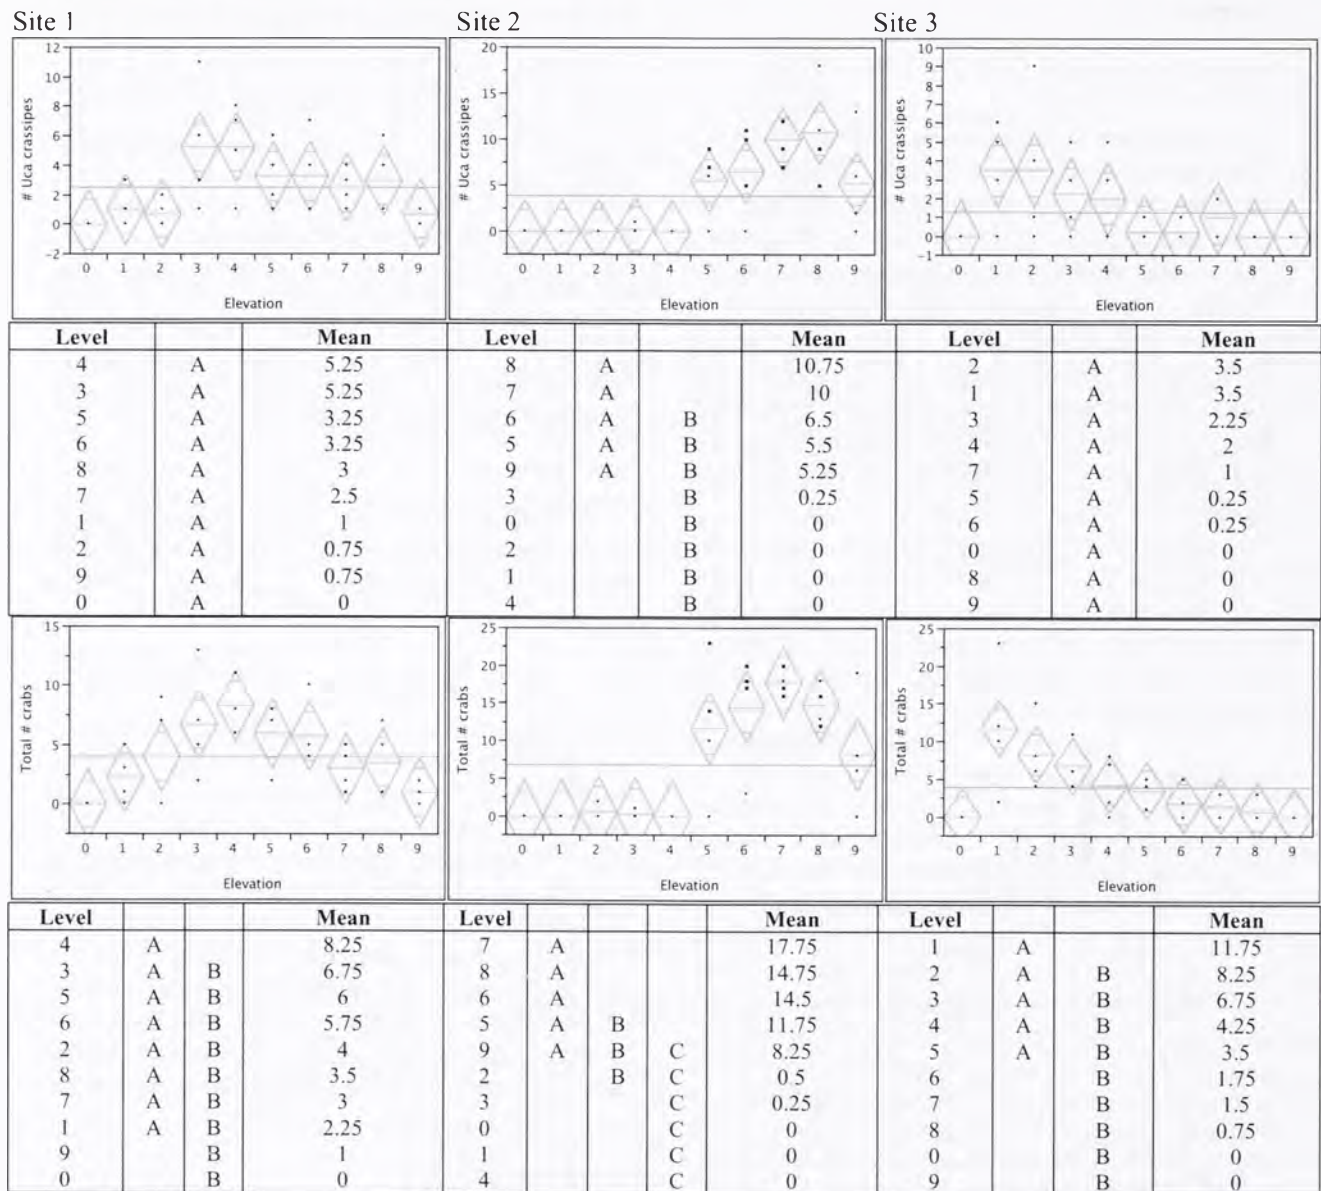 Site 1 Site 2 Site 3
# Uca crassipes
12
10
8
6
4
2
0
-2
0 1 2 3 4 5 6 7 8 9
Elevation
# Uca crassipes
20
15
10
5
0
0 1 2 3 4 5 6 7 8 9
Elevation
# Uca crassipes
10
9
8
7
6
5
4
3
2
1
0
-1
0 1 2 3 4 5 6 7 8 9
Elevation
Level Mean Level Mean Level Mean
4 A 5.25 8 A 10.75 2 A 3.5
3 A 5.25 7 A 10 1 A 3.5
5 A 3.25 6 A B 6.5 3 A 2.25
6 A 3.25 5 A B 5.5 4 A 2
8 A 3 9 A B 5.25 7 A 1
7 A 2.5 3 B 0.25 5 A 0.25
1 A 1 0 B 0 6 A 0.25
2 A 0.75 2 B 0 0 A 0
9 A 0.75 1 B 0 8 A 0
0 A 0 4 B 0 9 A 0
Total # crabs
15
10
5
0
0 1 2 3 4 5 6 7 8 9
Elevation
Total # crabs
25
20
15
10
5
0
0 1 2 3 4 5 6 7 8 9
Elevation
Total # crabs
25
20
15
10
5
0
0 1 2 3 4 5 6 7 8 9
Elevation
Level Mean Level Mean Level Mean
4 A 8.25 7 A 17.75 1 A 11.75
3 A B 6.75 8 A 14.75 2 A B 8.25
5 A B 6 6 A 14.5 3 A B 6.75
6 A B 5.75 5 A B 11.75 4 A B 4.25
2 A B 4 9 A B C 8.25 5 A B 3.5
8 A B 3.5 2 B C 0.5 6 B 1.75
7 A B 3 3 C 0.25 7 B 1.5
1 A B 2.25 0 C 0 8 B 0.75
9 B 1 1 C 0 0 B 0
0 B 0 4 C 0 9 B 0